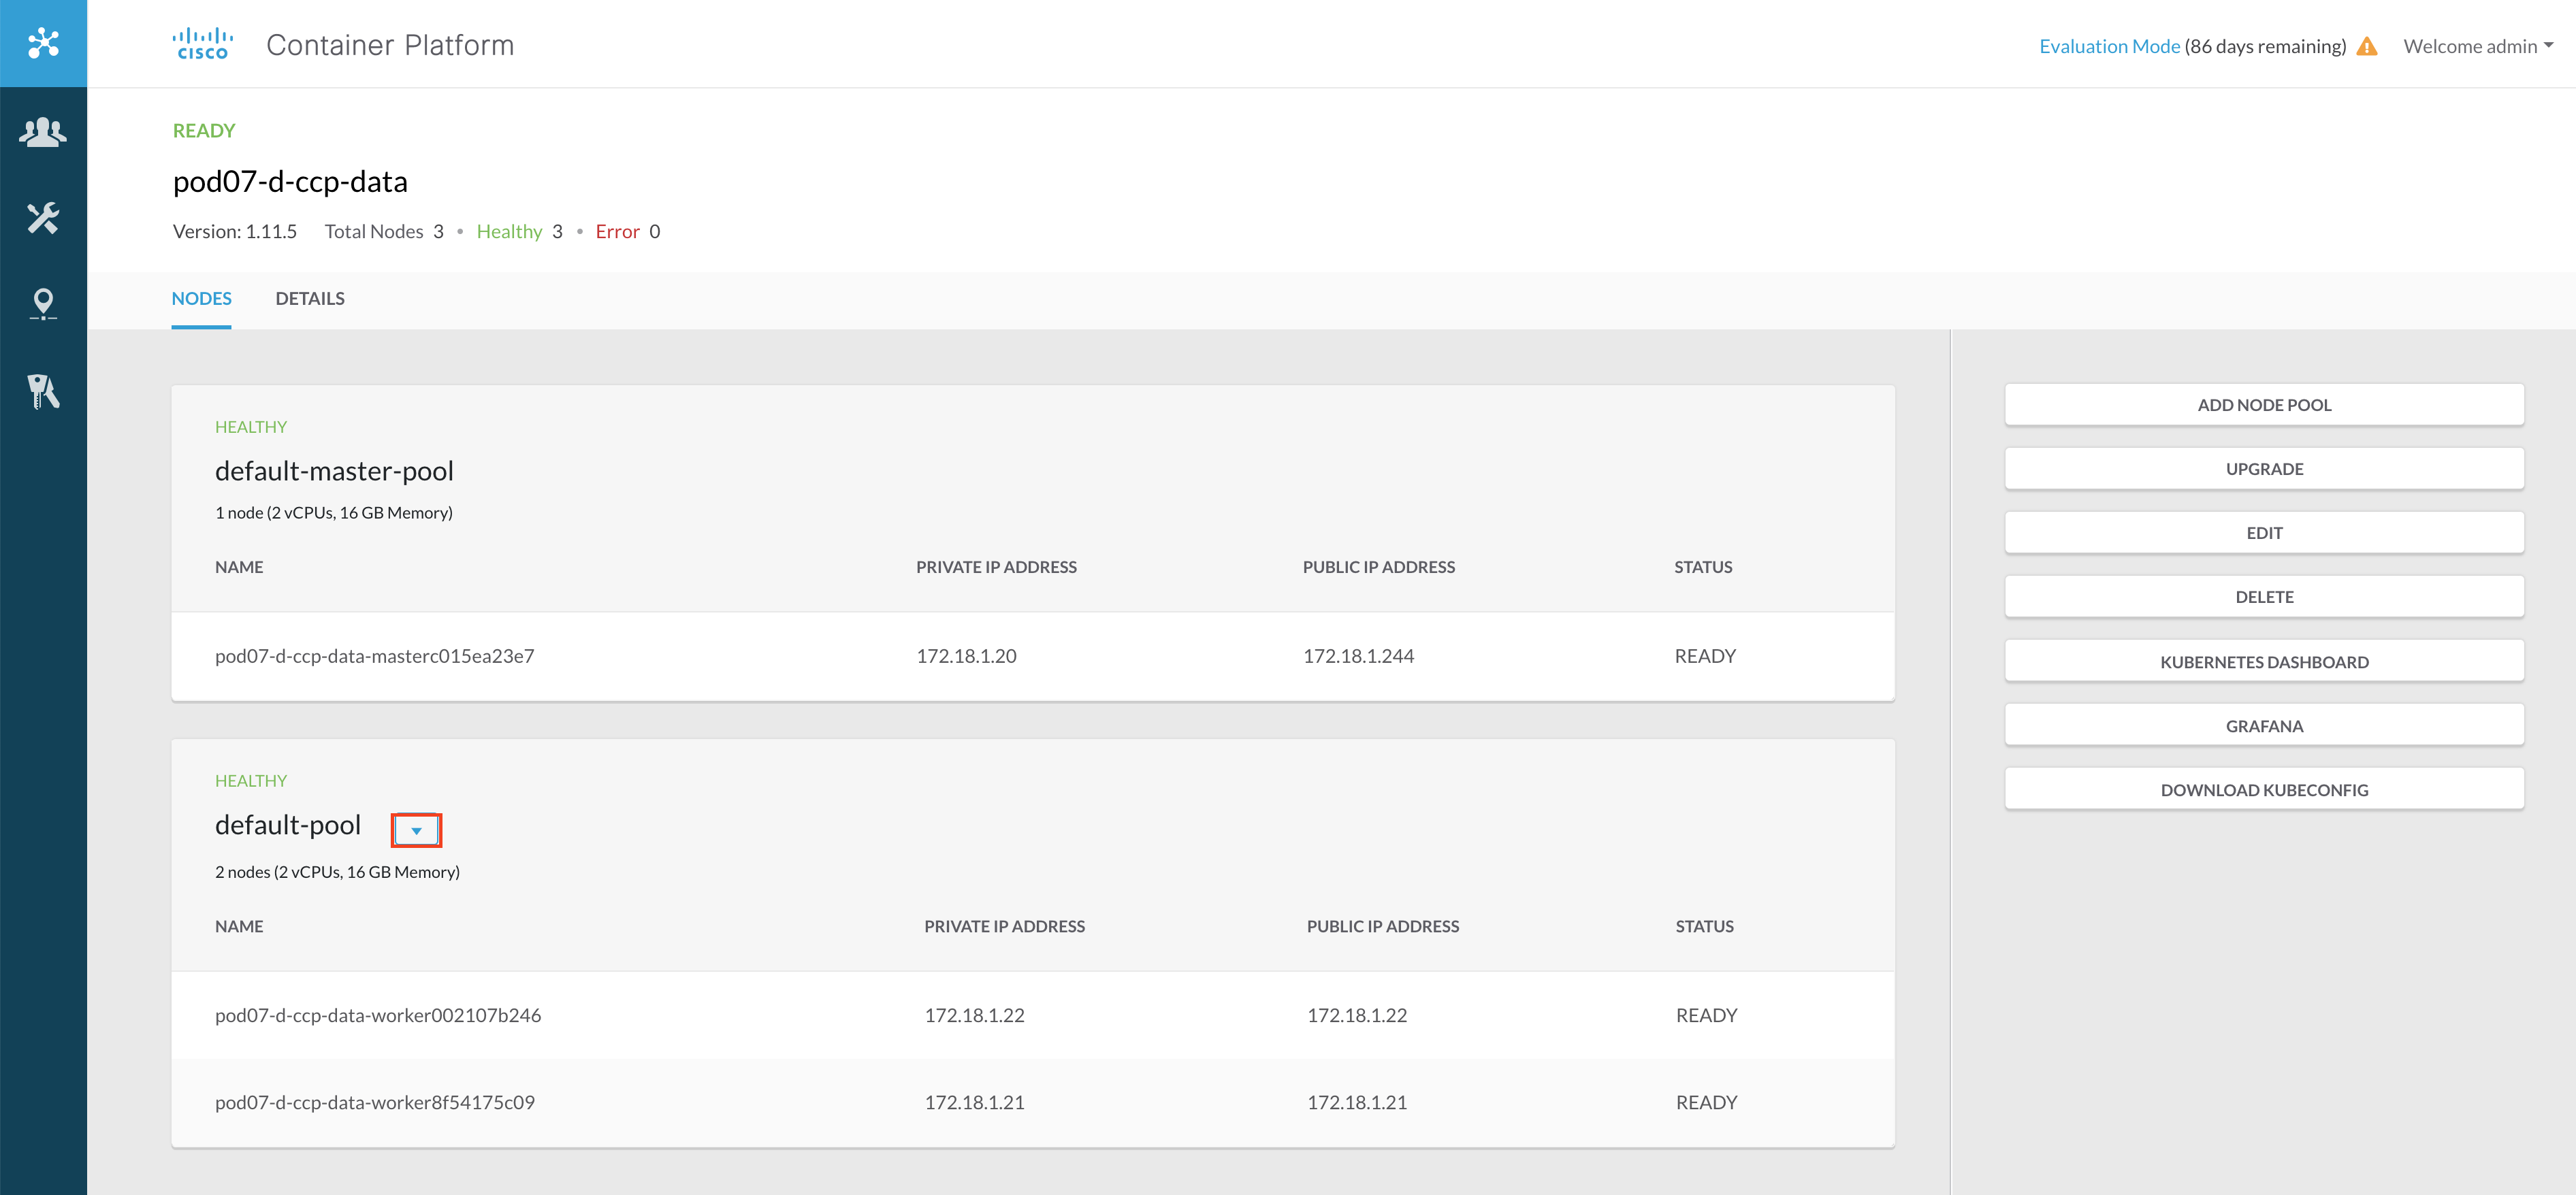 CISCO Container Platform
Evaluation Mode (86 days remaining) Welcome admin
READY
pod07-d-ccp-data
Version: 1.11.5 Total Nodes 3 • Healthy 3 • Error 0
NODES DETAILS
HEALTHY
default-master-pool
1 node (2 vCPUs, 16 GB Memory)
NAME PRIVATE IP ADDRESS PUBLIC IP ADDRESS STATUS
pod07-d-ccp-data-masterc015ea23e7 172.18.1.20 172.18.1.244 READY
HEALTHY
default-pool
2 nodes (2 vCPUs, 16 GB Memory)
NAME PRIVATE IP ADDRESS PUBLIC IP ADDRESS STATUS
pod07-d-ccp-data-worker002107b246 172.18.1.22 172.18.1.22 READY
pod07-d-ccp-data-worker8f54175c09 172.18.1.21 172.18.1.21 READY
ADD NODE POOL
UPGRADE
EDIT
DELETE
KUBERNETES DASHBOARD
GRAFANA
DOWNLOAD KUBECONFIG